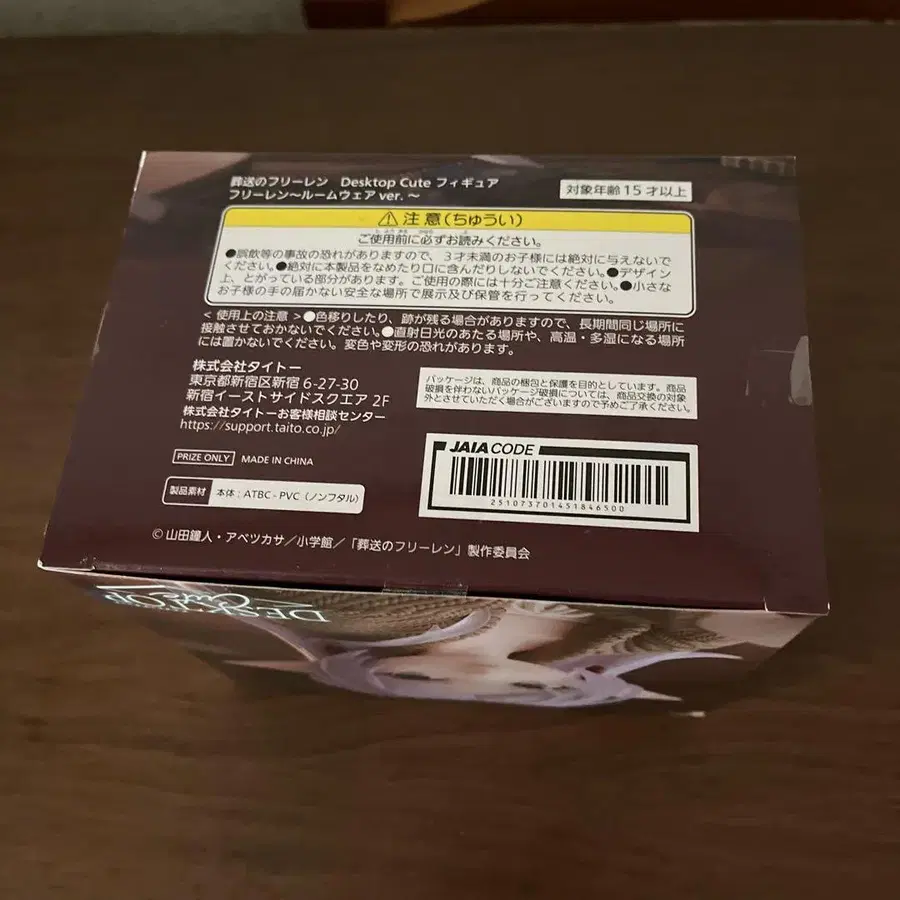 葬送のフリーレン Desktop Cute フィギュア
フリーレン～ルームウェア ver. ～
対象年齢 15 才以上
⚠ 注意(ちゅうい)
ご使用前に必ずお読みください。
●誤飲等の事故の恐れがありますので、３才未満のお子様には絶対に与えないで
ください。●絶対に本製品をなめたり口に含んだりしないでください。●デザイン
上、とがっている部分があります。ご使用の際には十分ご注意ください。●小さな
お子様の手の届かない安全な場所で展示及び保管を行ってください。
< 使用上の注意 >●色移りしたり、跡が残る場合がありますので、長期間同じ場所に
接触させておかないでください。●直射日光のあたる場所や、高温・多湿になる場所
には置かないでください。変色や変形の恐れがあります。
株式会社タイトー
東京都新宿区新宿 6-27-30
新宿イーストサイドスクエア 2F
株式会社タイトーお客様相談センター
https://support.taito.co.jp/
パッケージは、商品の梱包と保護を目的としています。商品
破損を伴わないパッケージ破損については、商品交換の対象
外とさせていただく場合がございますので予めご了承ください。
PRIZE ONLY MADE IN CHINA
JAIA CODE
251073701451846500
製品素材 本体：ATBC - PVC（ノンフタル）
© 山田鐘人・アベツカサ／小学館／「葬送のフリーレン」製作委員会
DESKTOP
Cute